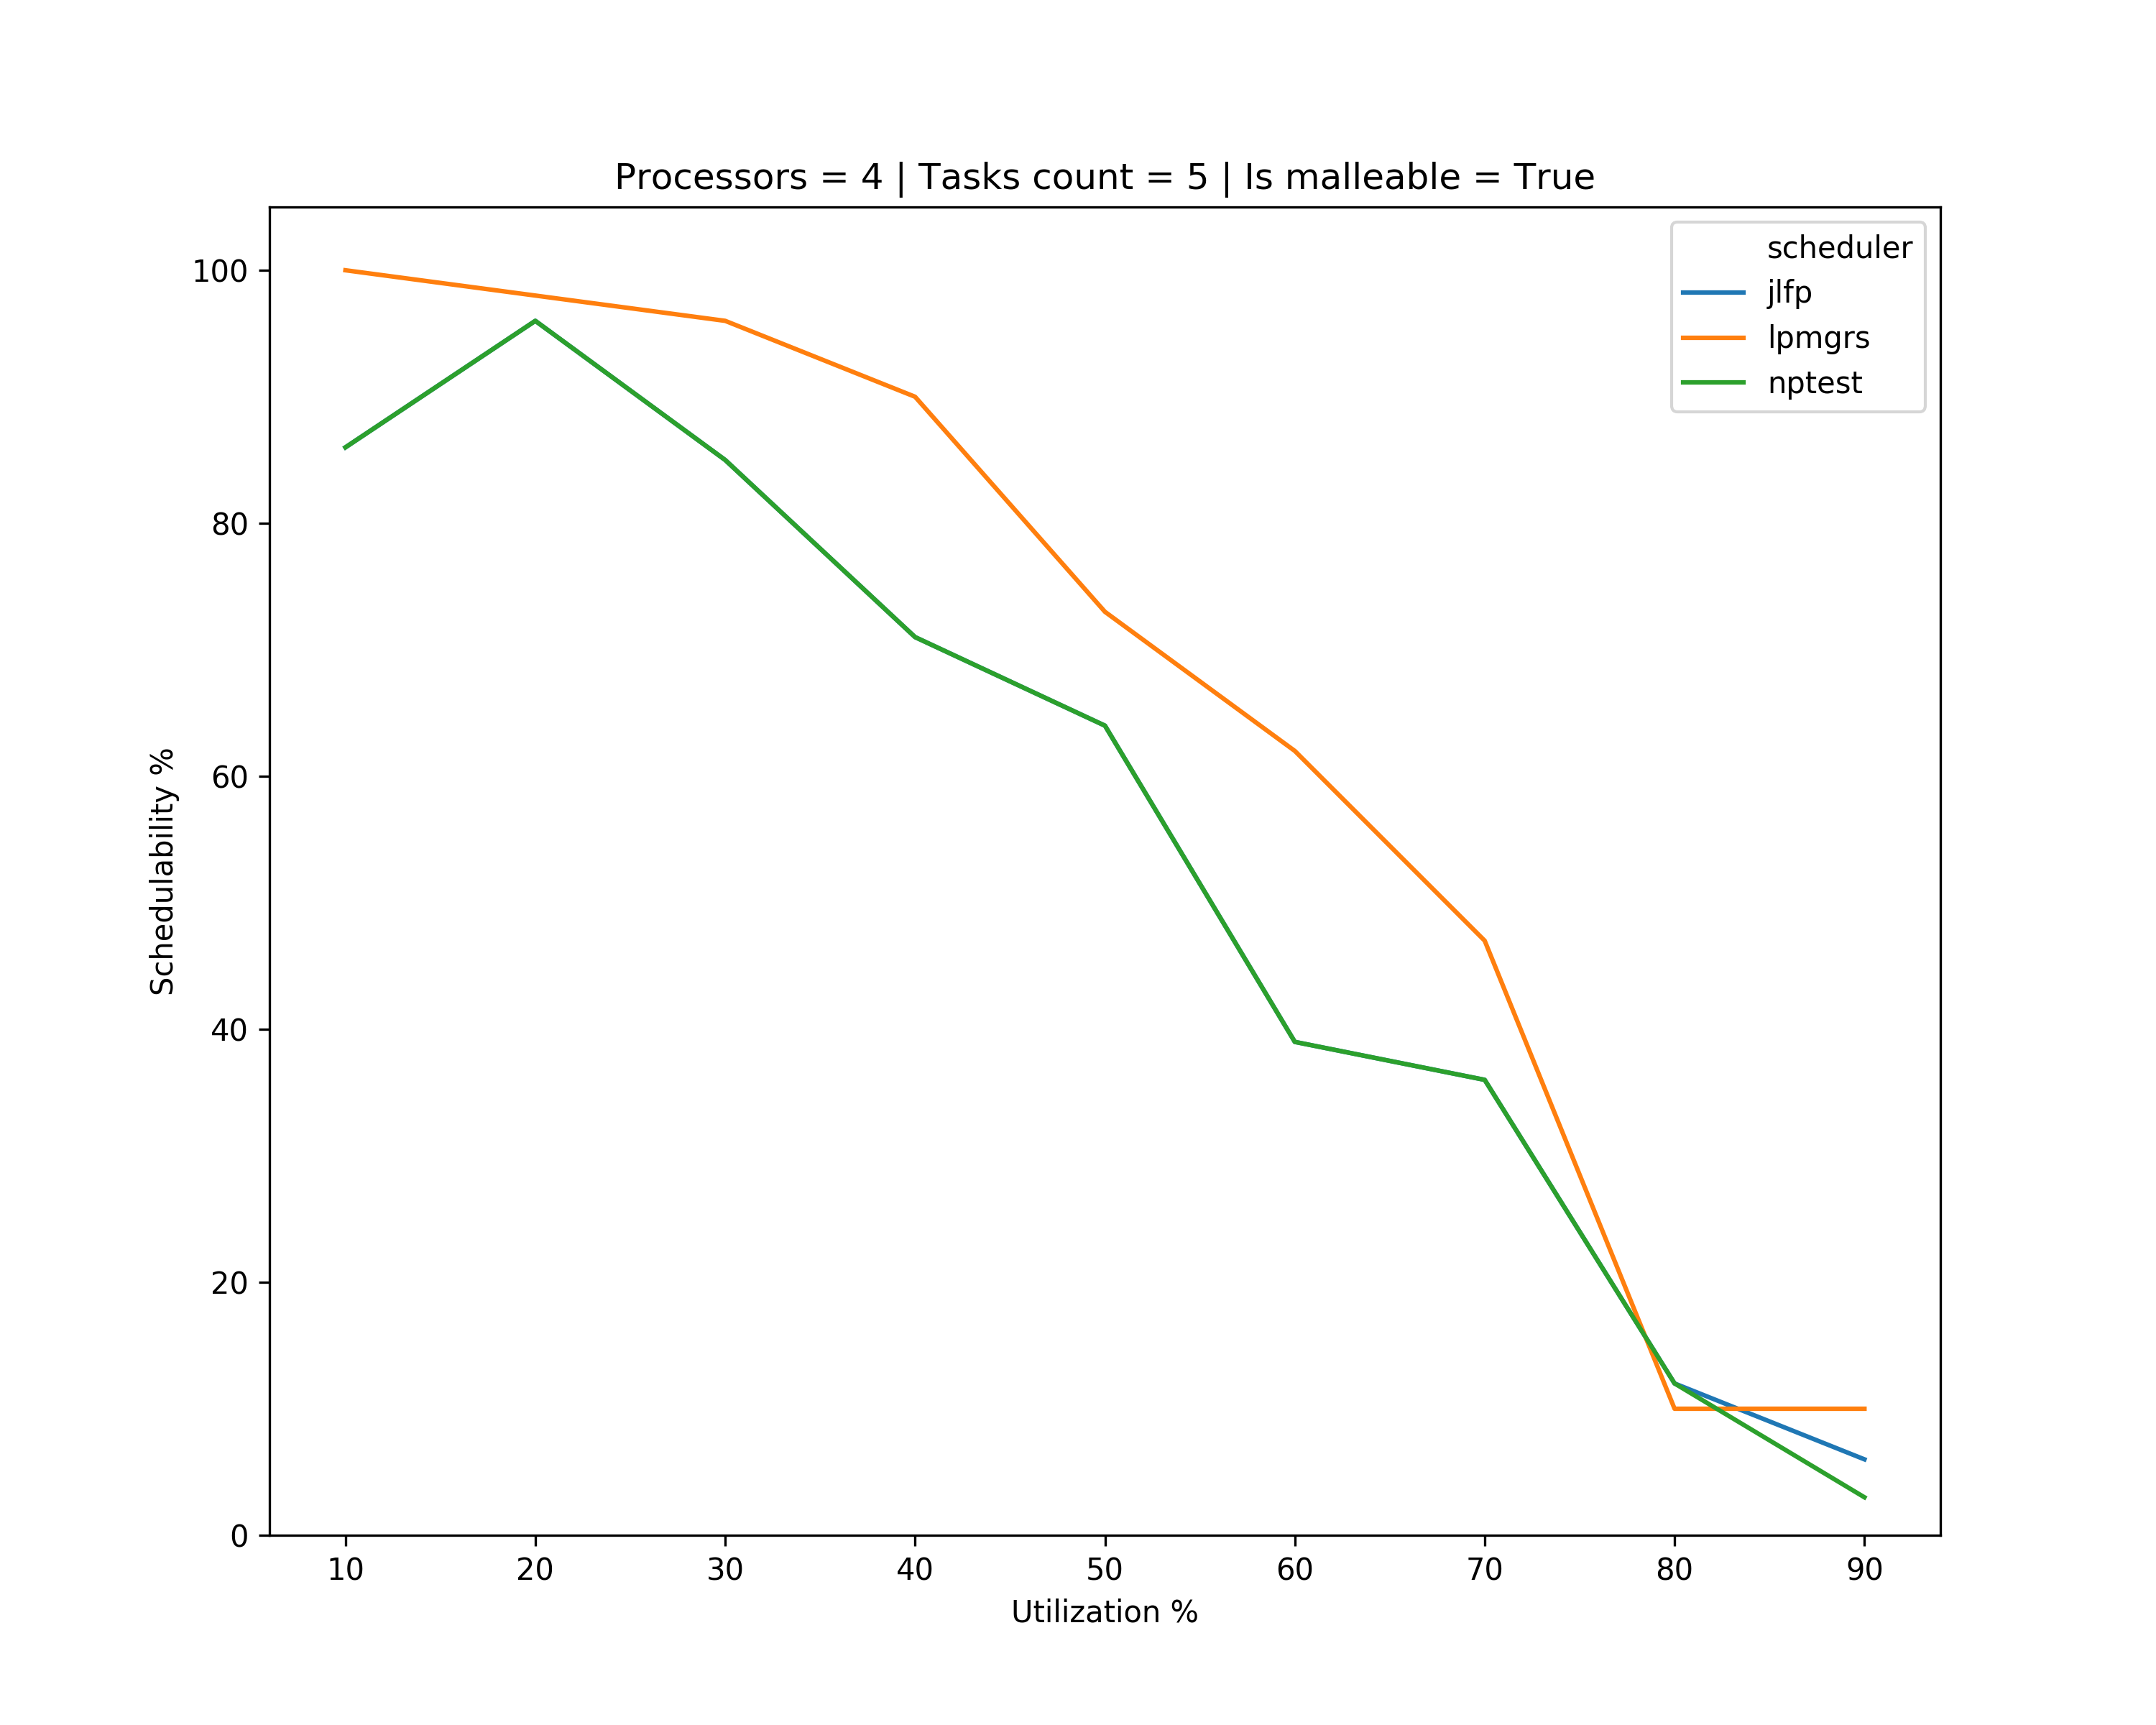 Processors = 4 | Tasks count = 5 | Is malleable = True
scheduler
jlfp
lpmgrs
nptest
Schedulability %
100
80
60
40
20
0
10 20 30 40 50 60 70 80 90
Utilization %